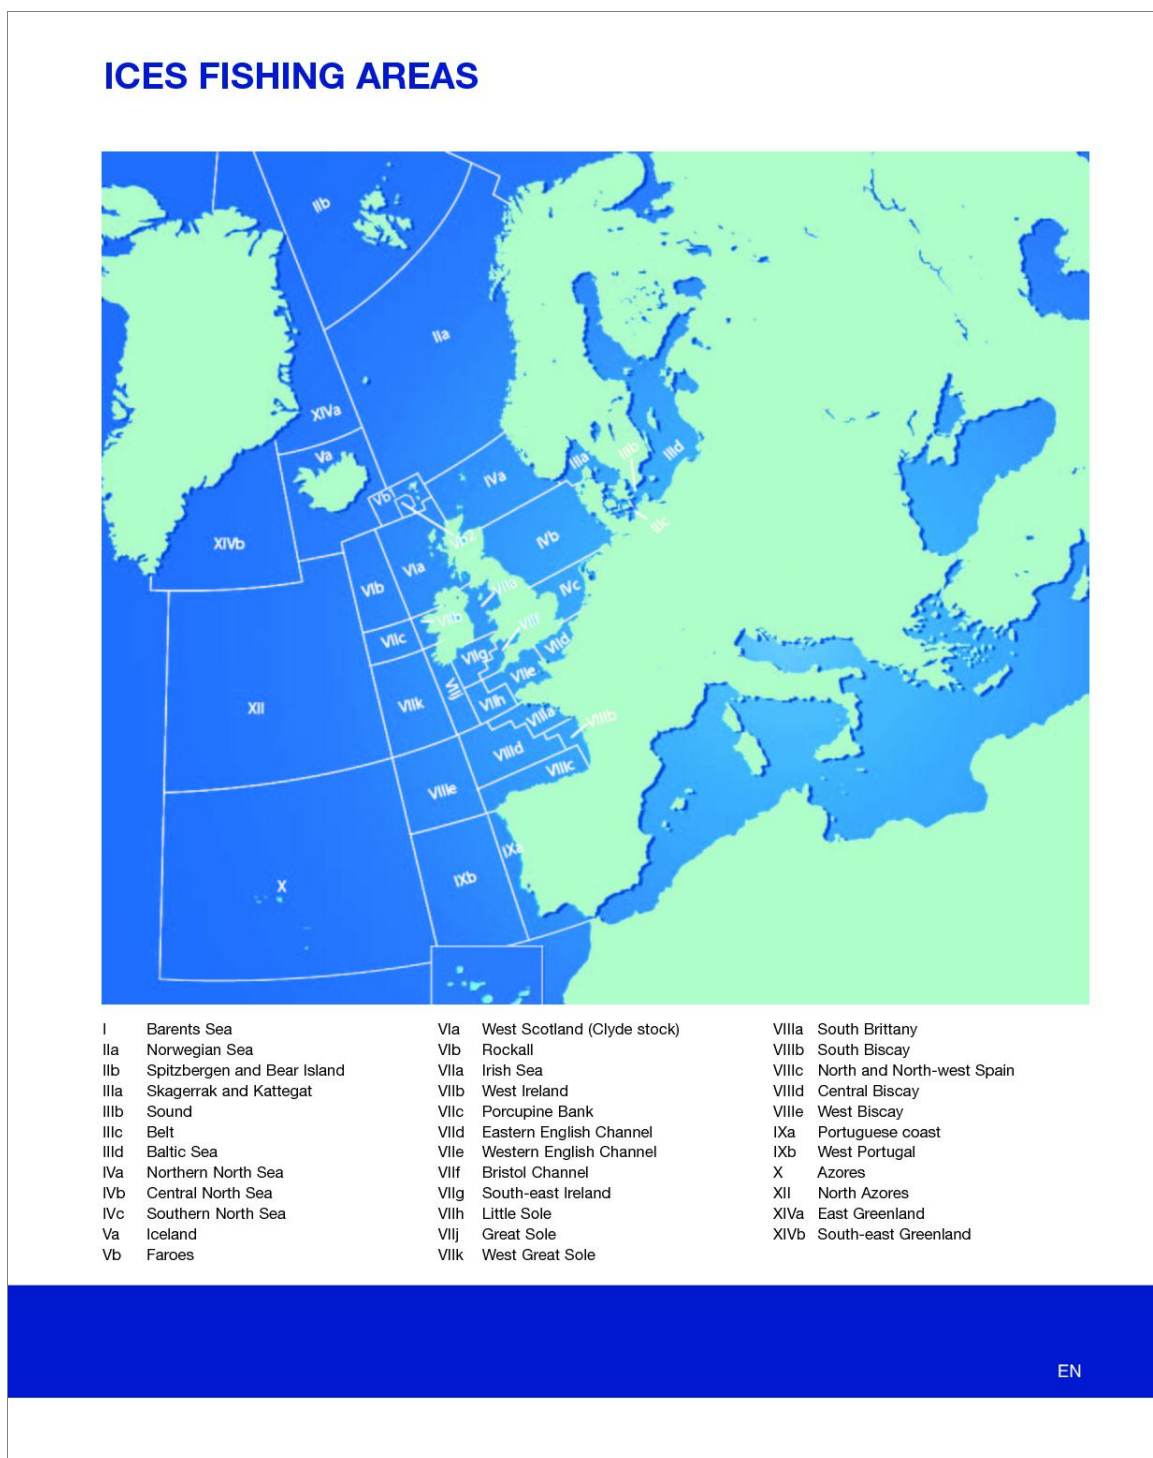 ICES FISHING AREAS
IIb
IIa
XIVa
Va
IVa
IIIa
IIIb
IIId
Vb1
XIVb
Vb2
IVb
IIIc
VIa
VIb
VIIa
IVc
VIIb
VIIf
VIIc
VIIg
VIId
VIIe
VIIj
VIIh
VIIk
XII
VIIIa
VIIIb
VIIId
VIIIc
VIIIe
IXa
IXb
X
I Barents Sea
IIa Norwegian Sea
IIb Spitzbergen and Bear Island
IIIa Skagerrak and Kattegat
IIIb Sound
IIIc Belt
IIId Baltic Sea
IVa Northern North Sea
IVb Central North Sea
IVc Southern North Sea
Va Iceland
Vb Faroes
VIa West Scotland (Clyde stock)
VIb Rockall
VIIa Irish Sea
VIIb West Ireland
VIIc Porcupine Bank
VIId Eastern English Channel
VIIe Western English Channel
VIIf Bristol Channel
VIIg South-east Ireland
VIIh Little Sole
VIIj Great Sole
VIIk West Great Sole
VIIIa South Brittany
VIIIb South Biscay
VIIIc North and North-west Spain
VIIId Central Biscay
VIIIe West Biscay
IXa Portuguese coast
IXb West Portugal
X Azores
XII North Azores
XIVa East Greenland
XIVb South-east Greenland
EN